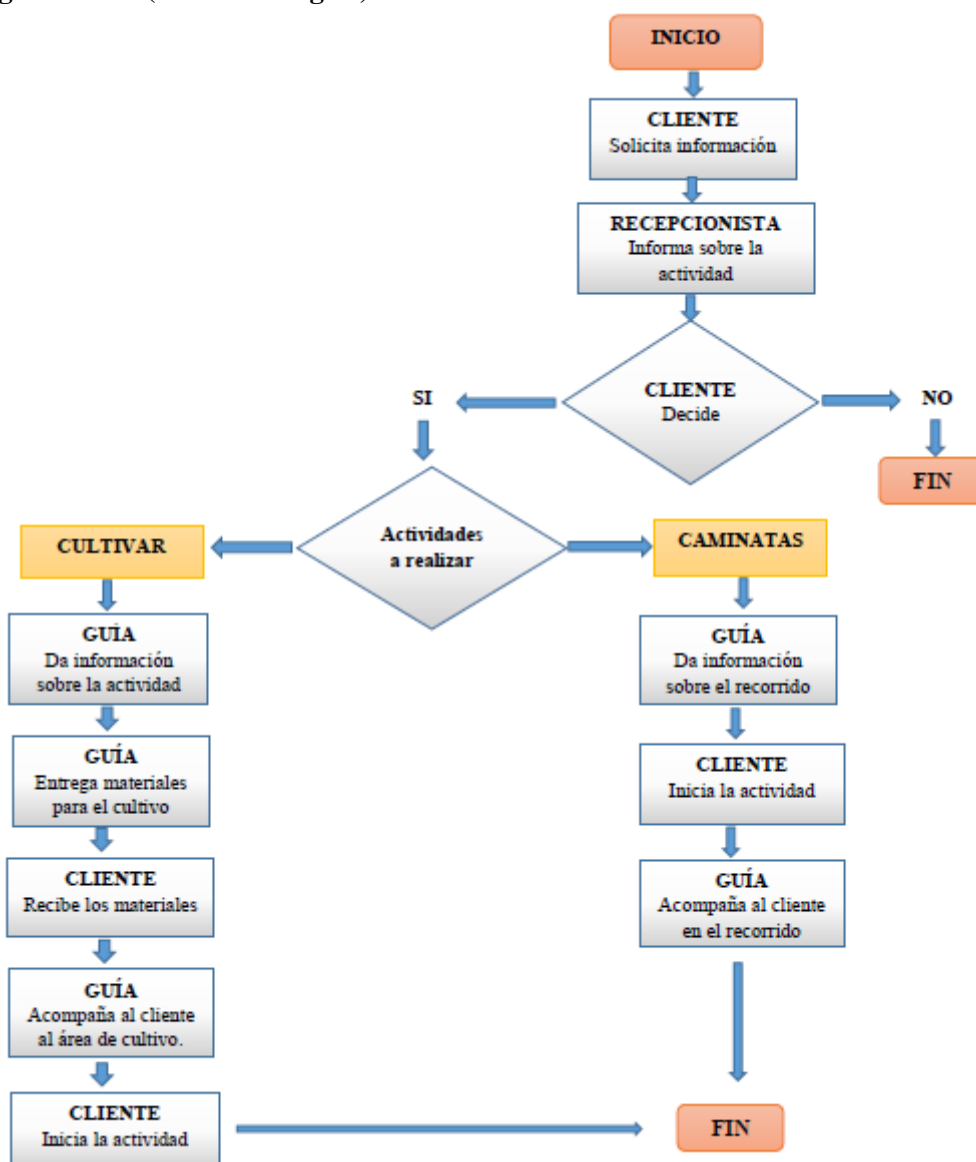 INICIO
CLIENTE
Solicita información
RECEPCIONISTA
Informa sobre la
actividad
CLIENTE
Decide
SI
NO
FIN
Actividades
a realizar
CULTIVAR
CAMINATAS
GUÍA
Da información
sobre la actividad
GUÍA
Entrega materiales
para el cultivo
CLIENTE
Recibe los materiales
GUÍA
Acompaña al cliente
al área de cultivo.
CLIENTE
Inicia la actividad
GUÍA
Da información
sobre el recorrido
CLIENTE
Inicia la actividad
GUÍA
Acompaña al cliente
en el recorrido
FIN